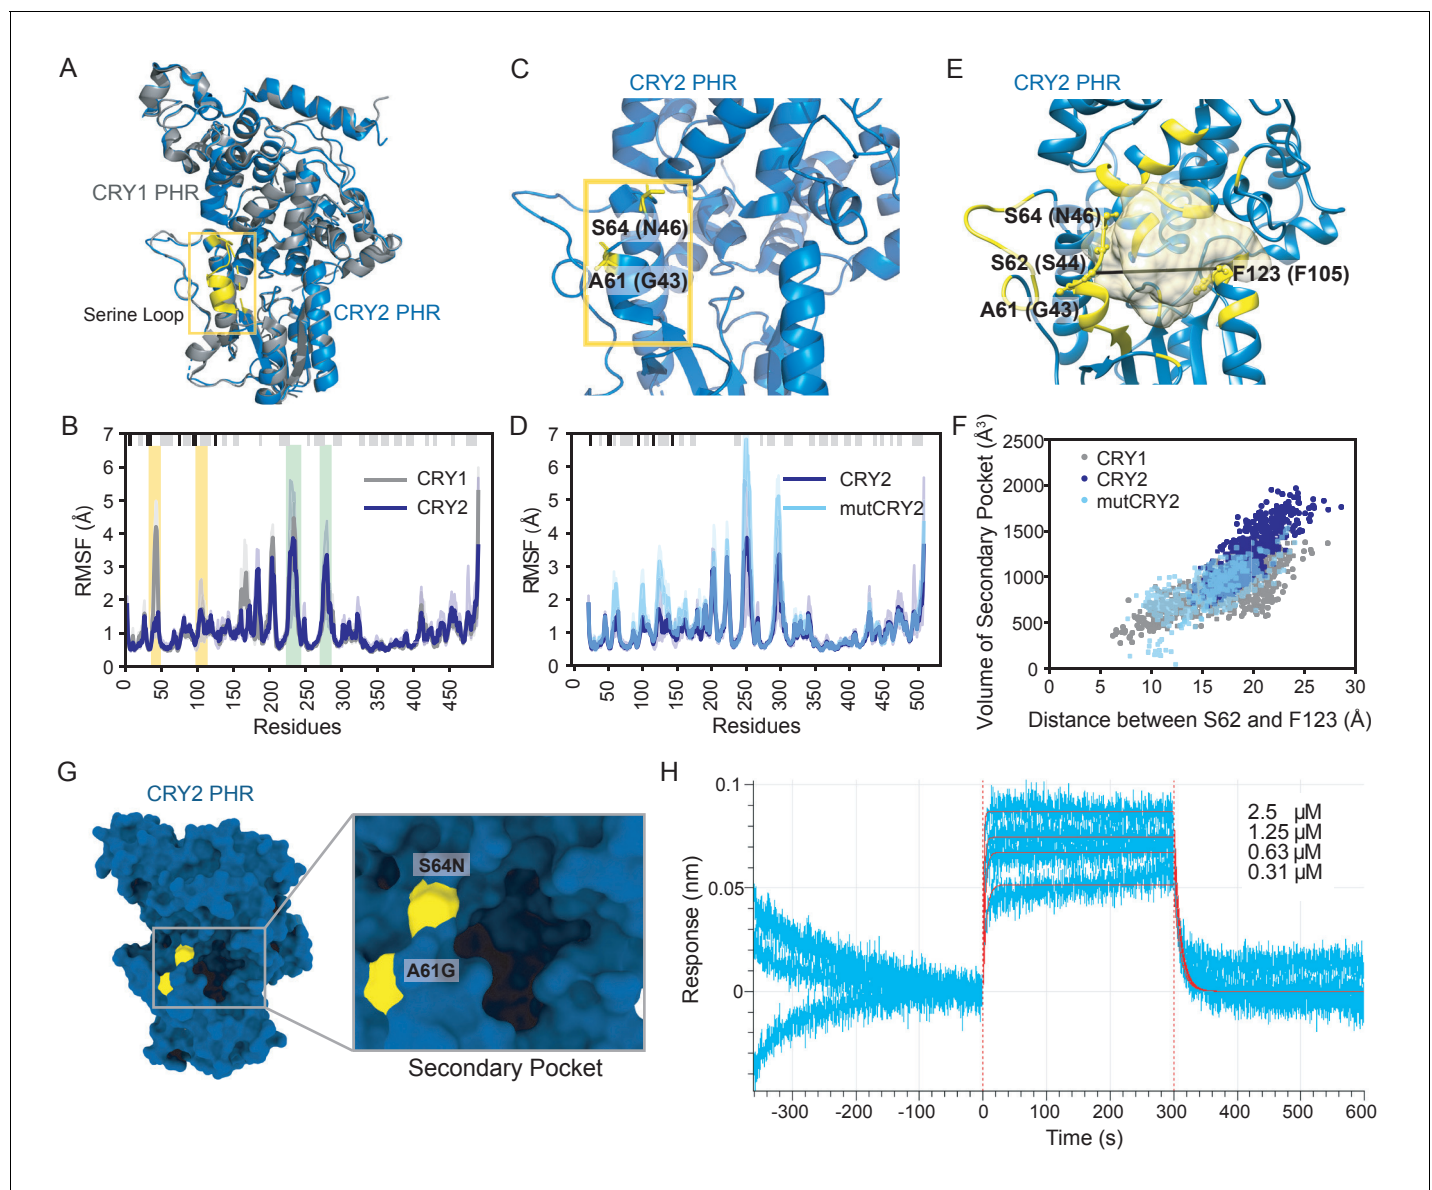 A
CRY1 PHR
Serine Loop
CRY2 PHR
C
CRY2 PHR
S64 (N46)
A61 (G43)
E
CRY2 PHR
S64 (N46)
S62 (S44)
A61 (G43)
F123 (F105)
B
7
6
5
4
3
2
1
0
RMSF (Å)
CRY1
CRY2
0
50
100
150
200
250
300
350
400
450
Residues
D
7
6
5
4
3
2
1
0
RMSF (Å)
CRY2
mutCRY2
0
50
100
150
200
250
300
350
400
450
500
Residues
F
Volume of Secondary Pocket (Å³)
2500
2000
1500
1000
500
0
CRY1
CRY2
mutCRY2
0 5 10 15 20 25 30
Distance between S62 and F123 (Å)
G
CRY2 PHR
S64N
A61G
Secondary Pocket
H
0.1
0.05
0
Response (nm)
2.5 µM
1.25 µM
0.63 µM
0.31 µM
-300 -200 -100 0 100 200 300 400 500 600
Time (s)